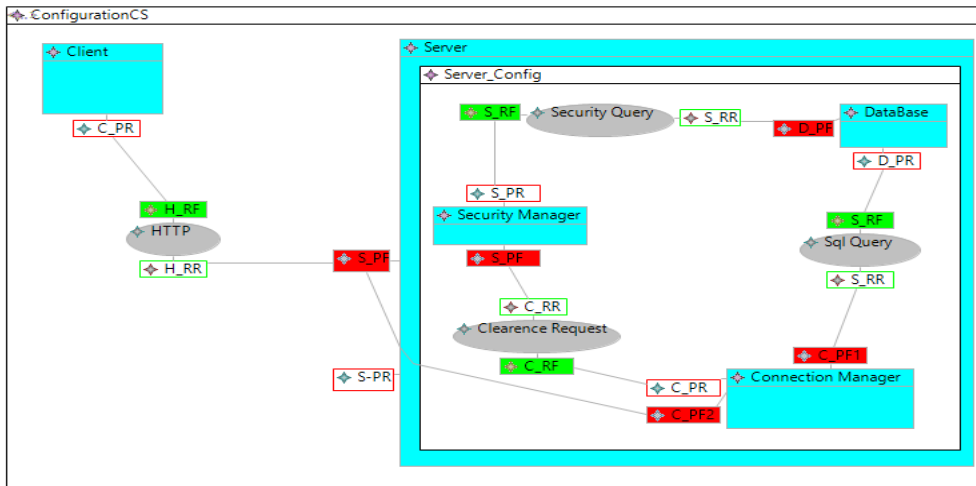 ConfigurationCS
Client
Server
Server_Config
S_RF
Security Query
S_RR
DataBase
D_PF
C_PR
D_PR
S_PR
H_RF
Security Manager
S_RF
HTTP
Sql Query
S_PF
S_PF
H_RR
S_RR
C_RR
Clearence Request
C_PF1
C_RF
S-PR
C_PR
Connection Manager
C_PF2